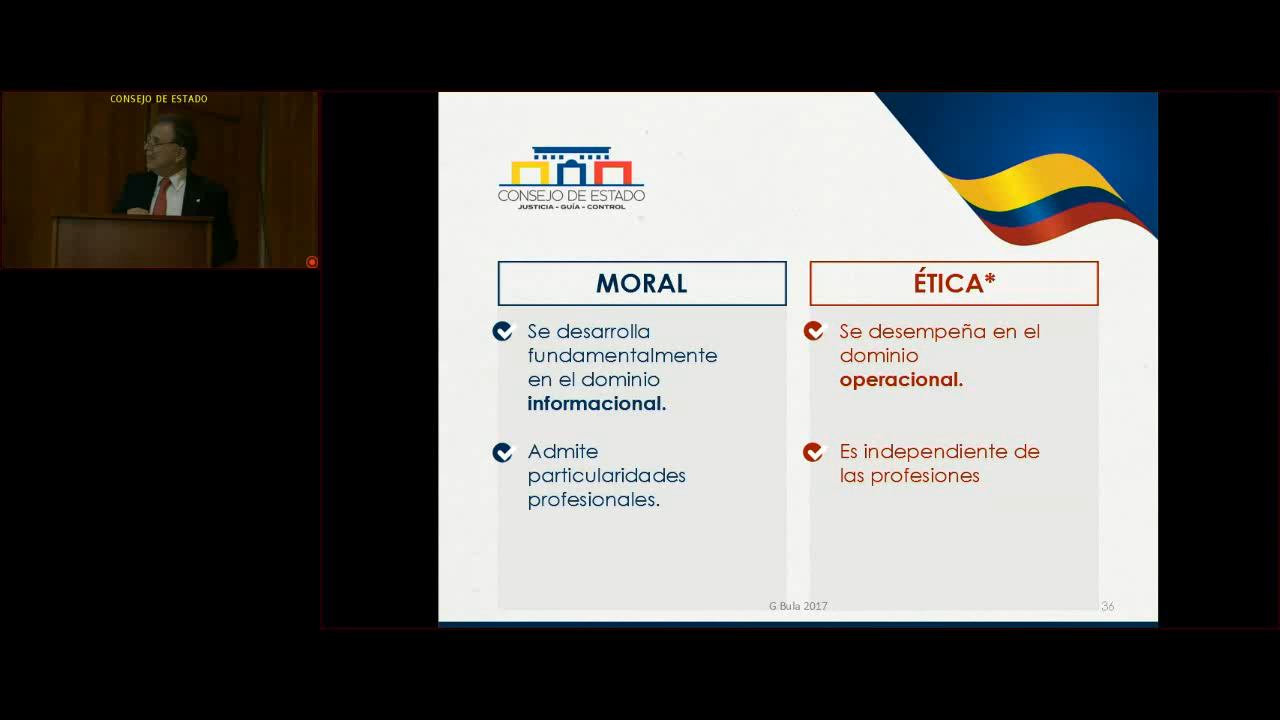 CONSEJO DE ESTADO
CONSEJO DE ESTADO
JUSTICIA - GUÍA - CONTROL
MORAL
Se desarrolla
fundamentalmente
en el dominio
informacional.
Admite
particularidades
profesionales.
ÉTICA*
Se desempeña en el
dominio
operacional.
Es independiente de
las profesiones
G Bula 2017
36